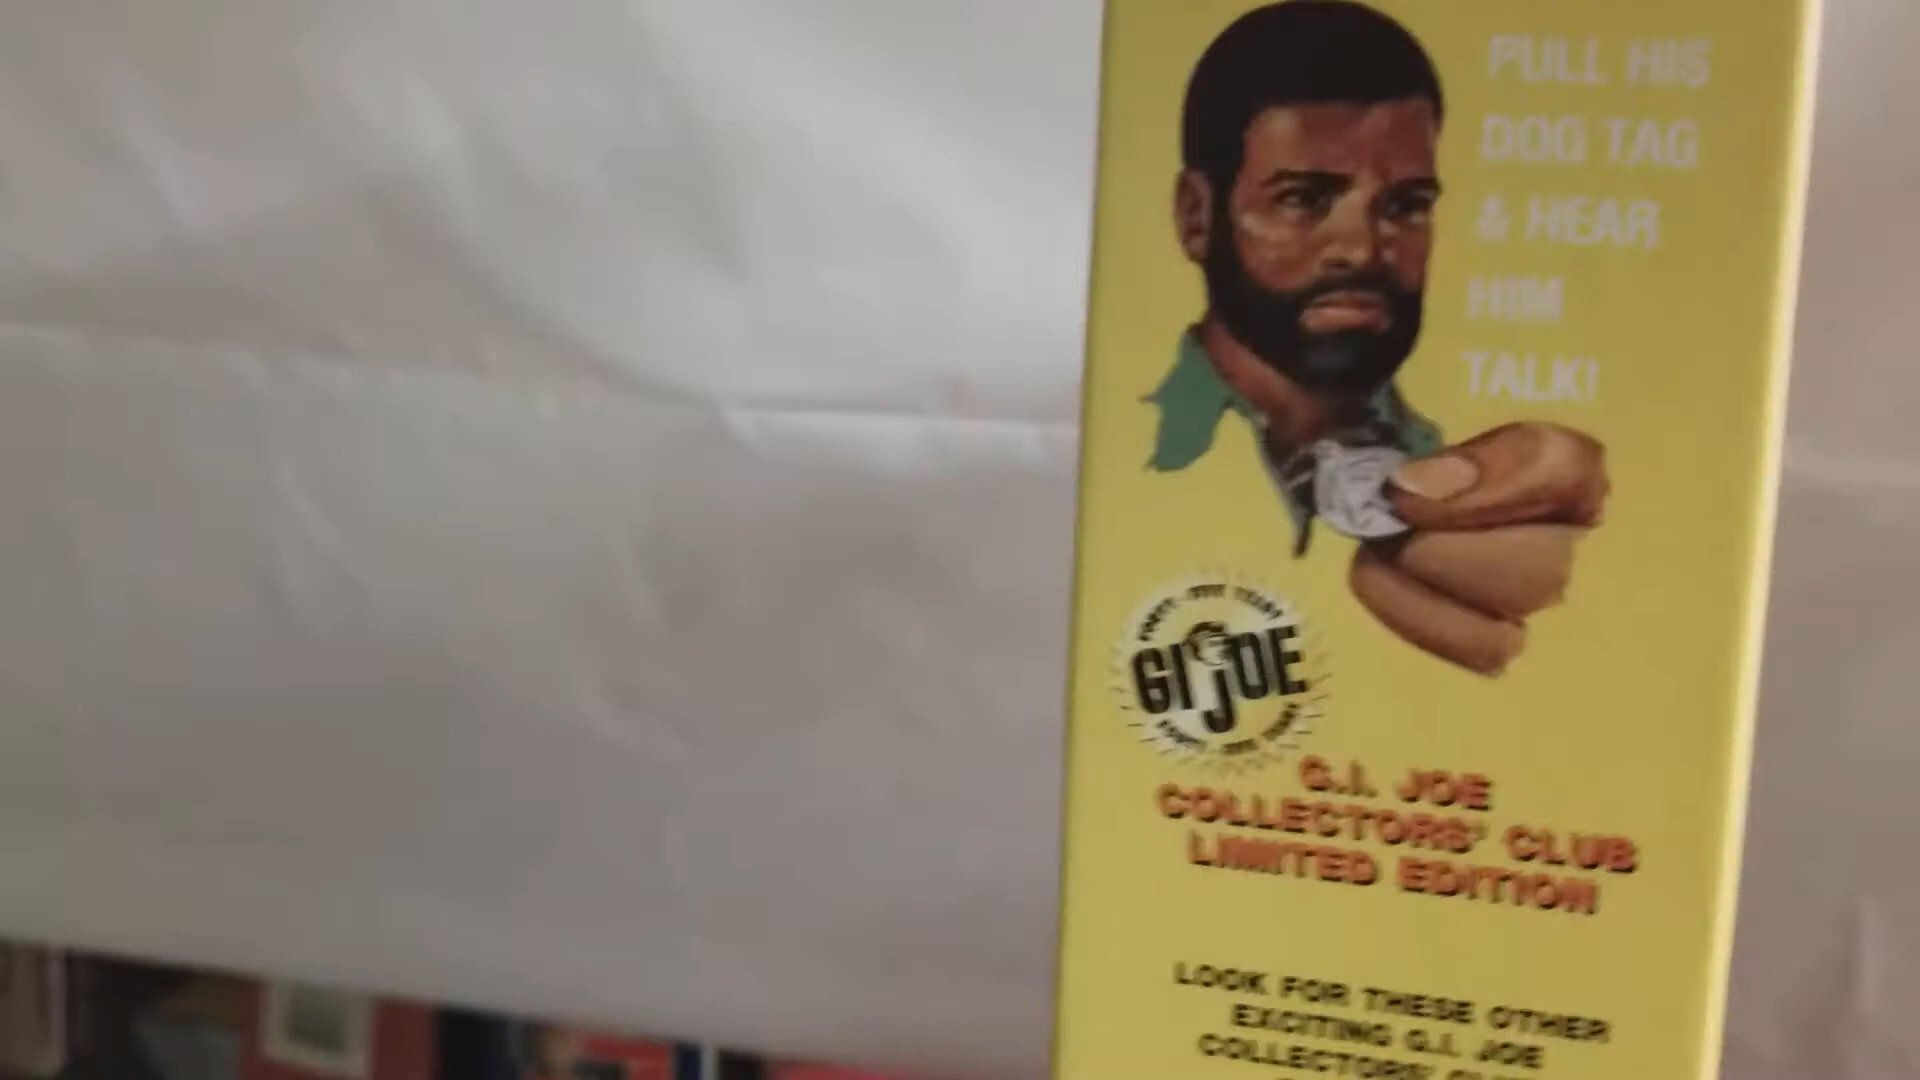 PULL HIS
DOG TAG
& HEAR
HIM
TALK!
GI JOE
G.I. JOE
COLLECTORS' CLUB
LIMITED EDITION
LOOK FOR THESE OTHER
EXCITING G.I. JOE
COLLECTORS'